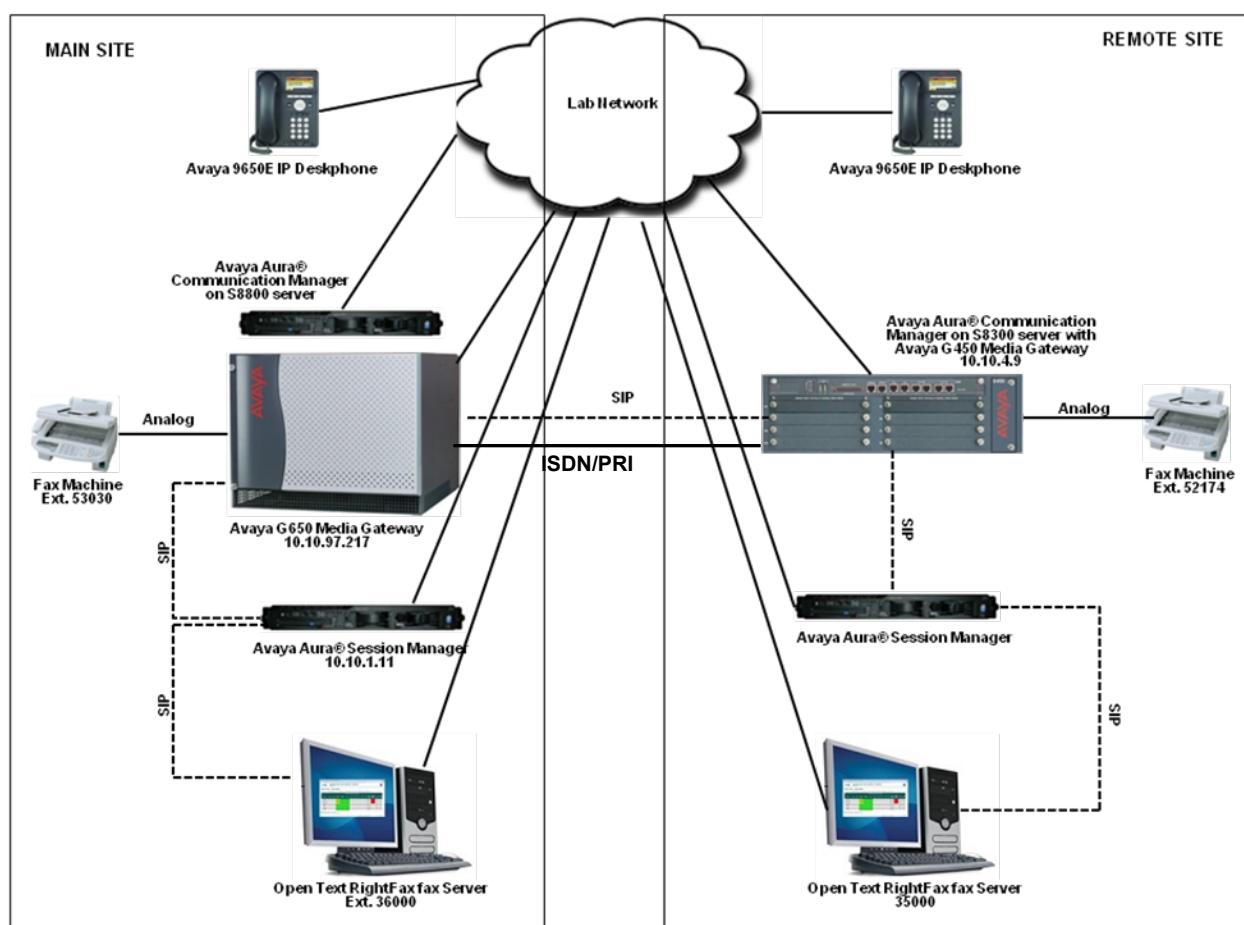 MAIN SITE
REMOTE SITE
Lab Network
Avaya 9650E IP Deskphone
Avaya 9650E IP Deskphone
Avaya Aura®
Communication Manager
on S8800 server
Avaya Aura® Communication
Manager on S8300 server with
Avaya G450 Media Gateway
10.10.4.9
AVAYA
SIP
AVAYA
Analog
Analog
ISDN/PRI
Fax Machine
Ext. 53030
Fax Machine
Ext. 52174
Avaya G650 Media Gateway
10.10.97.217
SIP
SIP
Avaya Aura® Session Manager
10.10.1.11
Avaya Aura® Session Manager
SIP
SIP
Open Text RightFax fax Server
Ext. 36000
Open Text RightFax fax Server
35000